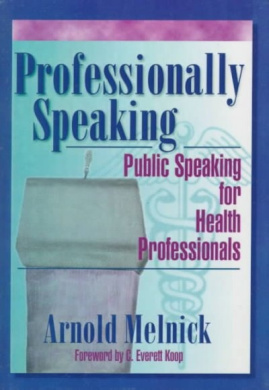 Professionally
Speaking
Public Speaking
for
Health
Professionals
Arnold Melnick
Foreword by C. Everett Koop